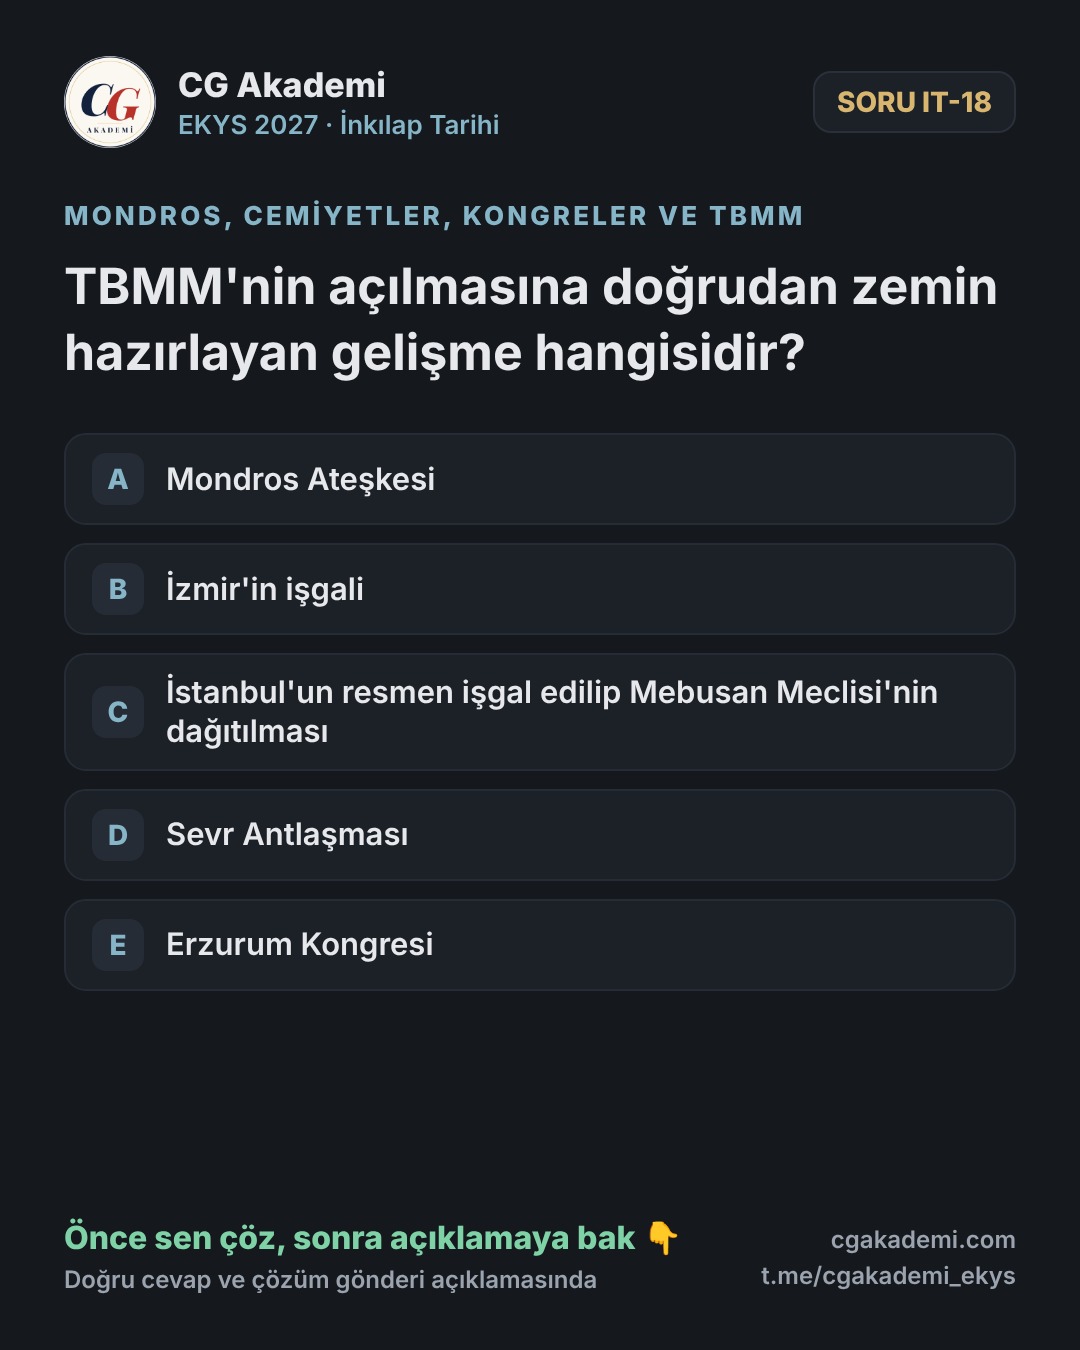 CG
AKADEMİ
CG Akademi
EKYS 2027 · İnkılap Tarihi
SORU IT-18
MONDROS, CEMİYETLER, KONGRELER VE TBMM
TBMM'nin açılmasına doğrudan zemin
hazırlayan gelişme hangisidir?
A Mondros Ateşkesi
B İzmir'in işgali
C İstanbul'un resmen işgal edilip Mebusan Meclisi'nin
dağıtılması
D Sevr Antlaşması
E Erzurum Kongresi
Önce sen çöz, sonra açıklamaya bak 👇
Doğru cevap ve çözüm gönderi açıklamasında
cgakademi.com
t.me/cgakademi_ekys